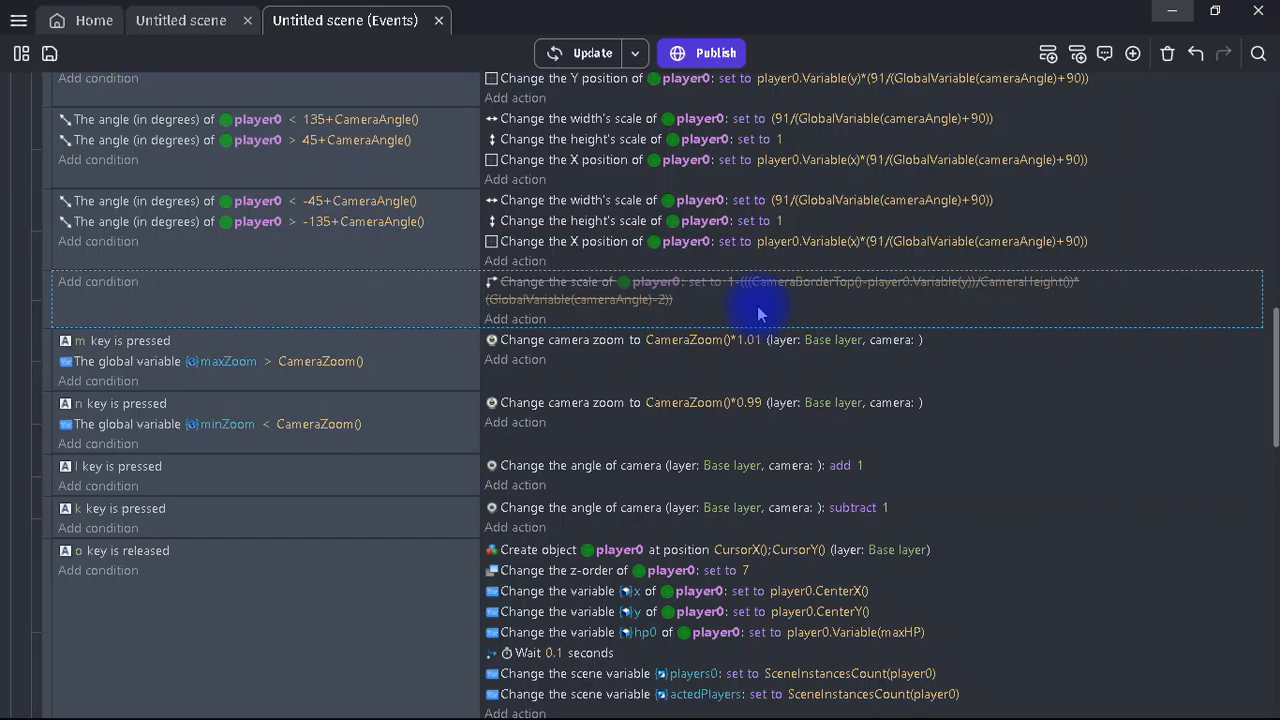 Home
Untitled scene
Untitled scene (Events)
Update
Publish
Add condition
Change the Y position of player0: set to player0.Variable(y)*(91/(GlobalVariable(cameraAngle)+90))
Add action
The angle (in degrees) of player0 < 135+CameraAngle()
The angle (in degrees) of player0 > 45+CameraAngle()
Add condition
Change the width's scale of player0: set to (91/(GlobalVariable(cameraAngle)+90))
Change the height's scale of player0: set to 1
Change the X position of player0: set to player0.Variable(x)*(91/(GlobalVariable(cameraAngle)+90))
Add action
The angle (in degrees) of player0 < -45+CameraAngle()
The angle (in degrees) of player0 > -135+CameraAngle()
Add condition
Change the width's scale of player0: set to (91/(GlobalVariable(cameraAngle)+90))
Change the height's scale of player0: set to 1
Change the X position of player0: set to player0.Variable(x)*(91/(GlobalVariable(cameraAngle)+90))
Add action
Add condition
Change the scale of player0: set to 1-(((CameraBorderTop()-player0.Variable(y))/CameraHeight())*
(GlobalVariable(cameraAngle)-2))
Add action
m key is pressed
The global variable maxZoom > CameraZoom()
Add condition
Change camera zoom to CameraZoom()*1.01 (layer: Base layer, camera: )
Add action
n key is pressed
The global variable minZoom < CameraZoom()
Add condition
Change camera zoom to CameraZoom()*0.99 (layer: Base layer, camera: )
Add action
l key is pressed
Add condition
Change the angle of camera (layer: Base layer, camera: ): add 1
Add action
k key is pressed
Add condition
Change the angle of camera (layer: Base layer, camera: ): subtract 1
Add action
o key is released
Add condition
Create object player0 at position CursorX();CursorY() (layer: Base layer)
Change the z-order of player0: set to 7
Change the variable x of player0: set to player0.CenterX()
Change the variable y of player0: set to player0.CenterY()
Change the variable hp0 of player0: set to player0.Variable(maxHP)
Wait 0.1 seconds
Change the scene variable players0: set to SceneInstancesCount(player0)
Change the scene variable actedPlayers: set to SceneInstancesCount(player0)
Add action